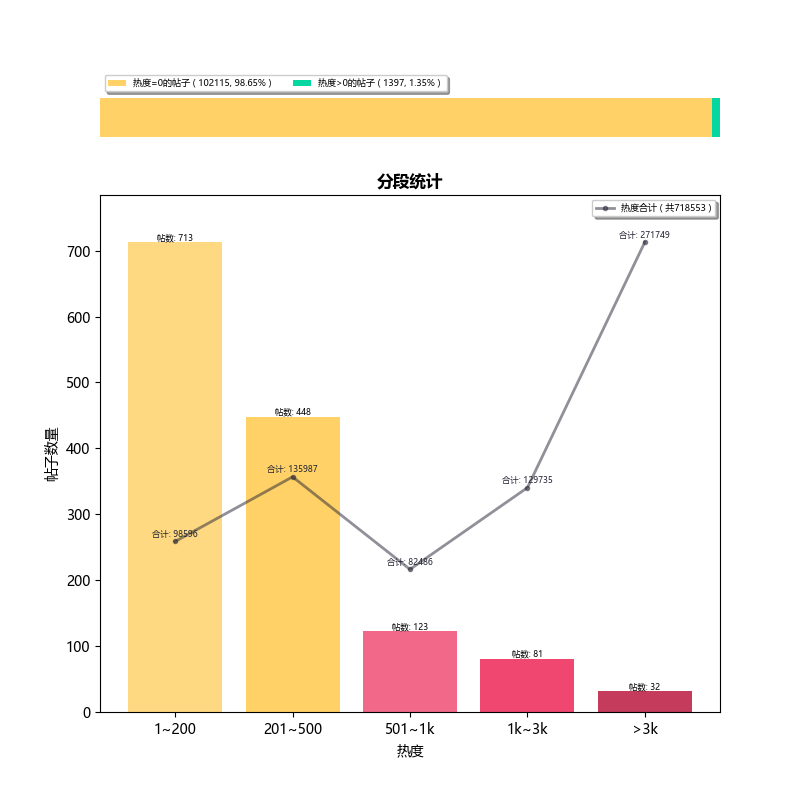 热度=0的帖子 ( 102115, 98.65% ) 热度>0的帖子 ( 1397, 1.35% )
分段统计
热度合计 ( 共718553 )
帖数: 713
帖数: 448
帖数: 123
帖数: 81
帖数: 32
合计: 98596
合计: 135987
合计: 82486
合计: 129735
合计: 271749
帖子数量
700
600
500
400
300
200
100
0
1~200 201~500 501~1k 1k~3k >3k
热度